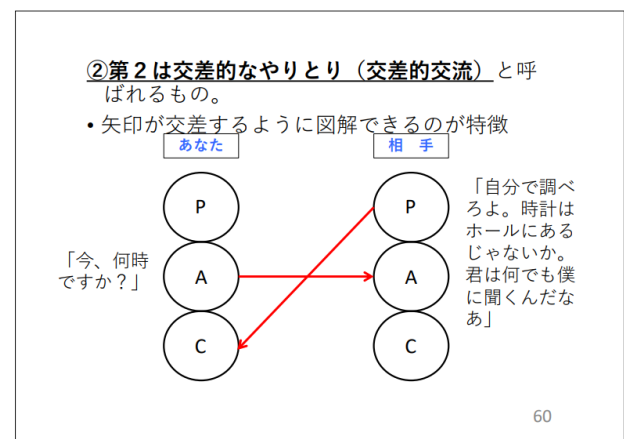 ②第２は交差的なやりとり（交差的交流）と呼
ばれるもの。
• 矢印が交差するように図解できるのが特徴
あなた
相　手
P
P
「自分で調べ
ろよ。時計は
ホールにある
じゃないか。
君は何でも僕
に聞くんだな
あ」
「今、何時
ですか？」
A
A
C
C
60